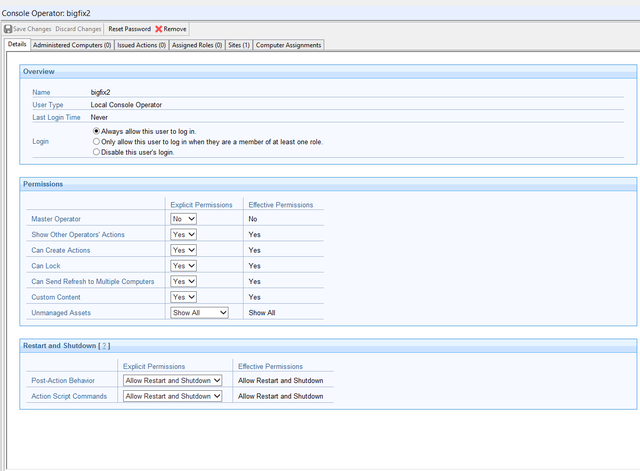 Console Operator: bigfix2
Save Changes Discard Changes Reset Password Remove
Details Administered Computers (0) Issued Actions (0) Assigned Roles (0) Sites (1) Computer Assignments
Overview
Name bigfix2
User Type Local Console Operator
Last Login Time Never
Login
Always allow this user to log in.
Only allow this user to log in when they are a member of at least one role.
Disable this user's login.
Permissions
Explicit Permissions Effective Permissions
Master Operator No No
Show Other Operators' Actions Yes Yes
Can Create Actions Yes Yes
Can Lock Yes Yes
Can Send Refresh to Multiple Computers Yes Yes
Custom Content Yes Yes
Unmanaged Assets Show All Show All
Restart and Shutdown [ ? ]
Explicit Permissions Effective Permissions
Post-Action Behavior Allow Restart and Shutdown Allow Restart and Shutdown
Action Script Commands Allow Restart and Shutdown Allow Restart and Shutdown